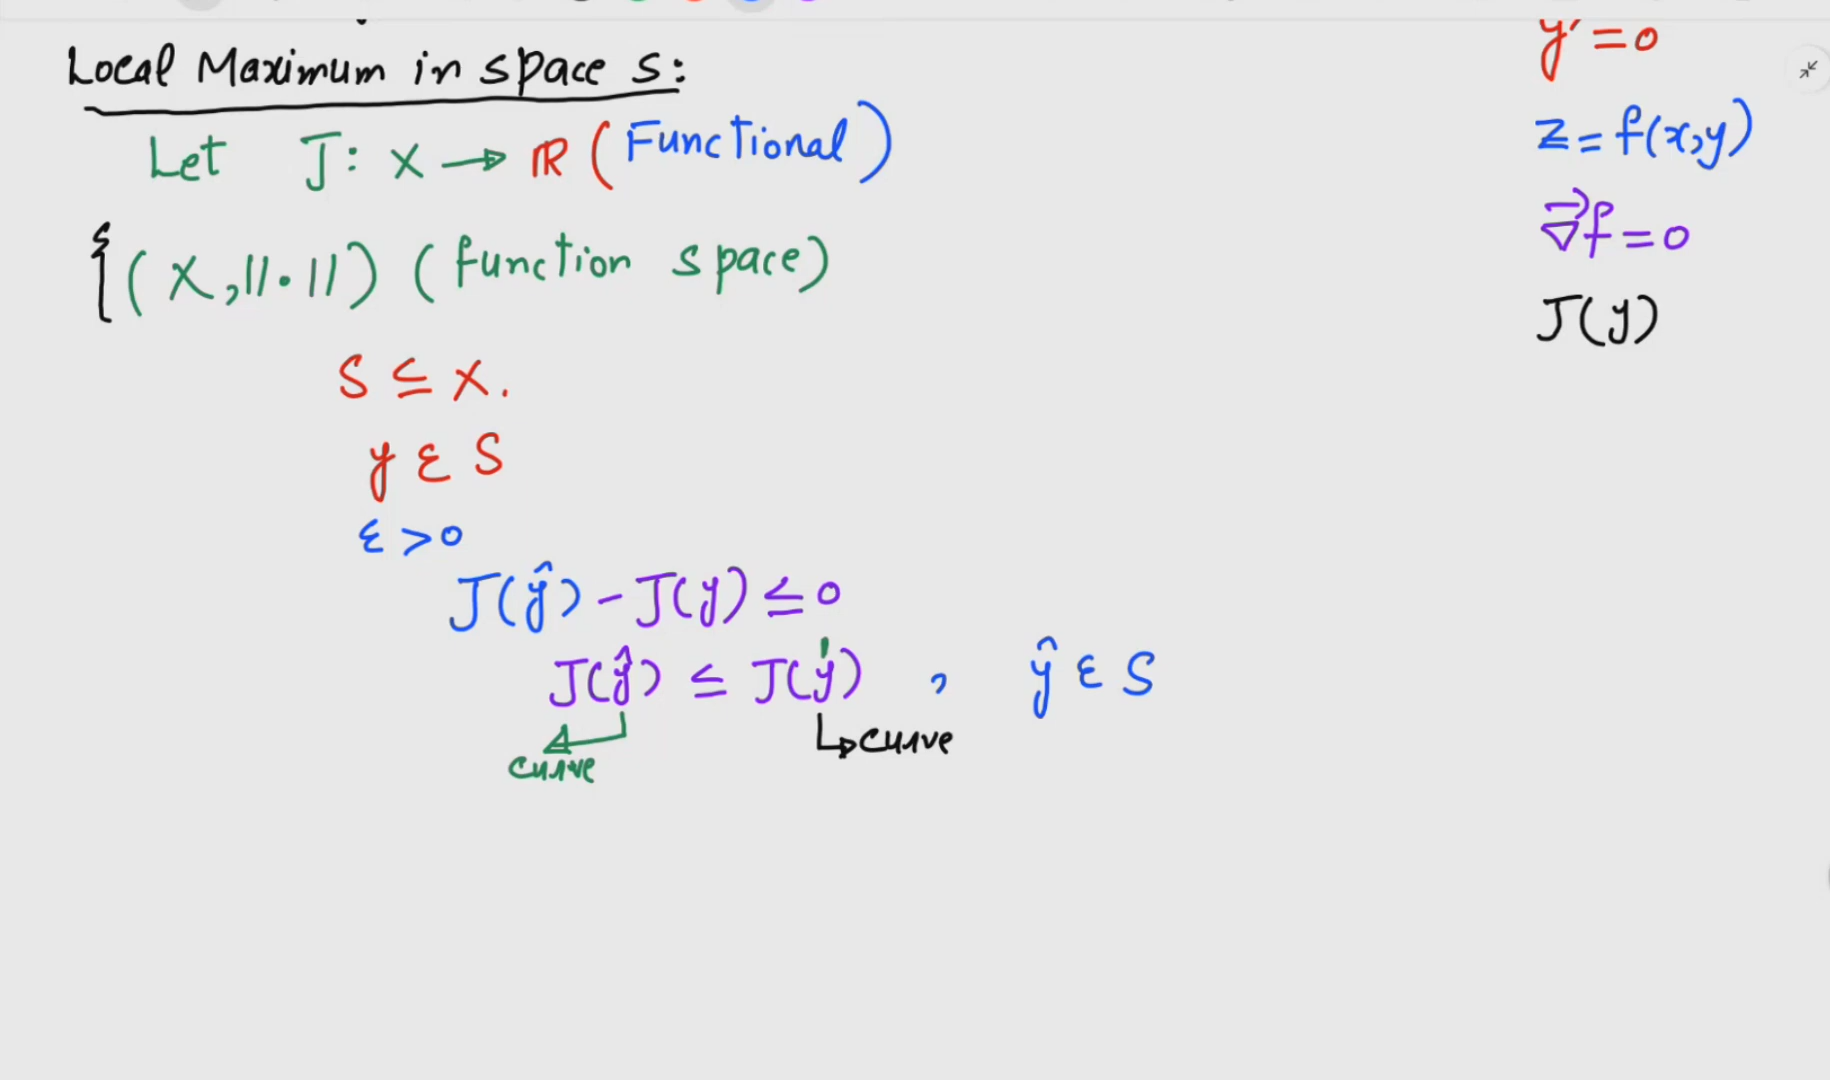 Local Maximum in space S:
Let J: X → ℝ (Functional)
{(X, ||·||) (function space)
S ⊆ X.
y ε S
ε > 0
J(ŷ) - J(y) ≤ 0
J(ŷ) ≤ J(y) , ŷ ε S
curve
curve
y' = 0
z = f(x,y)
∇⃗f = 0
J(y)